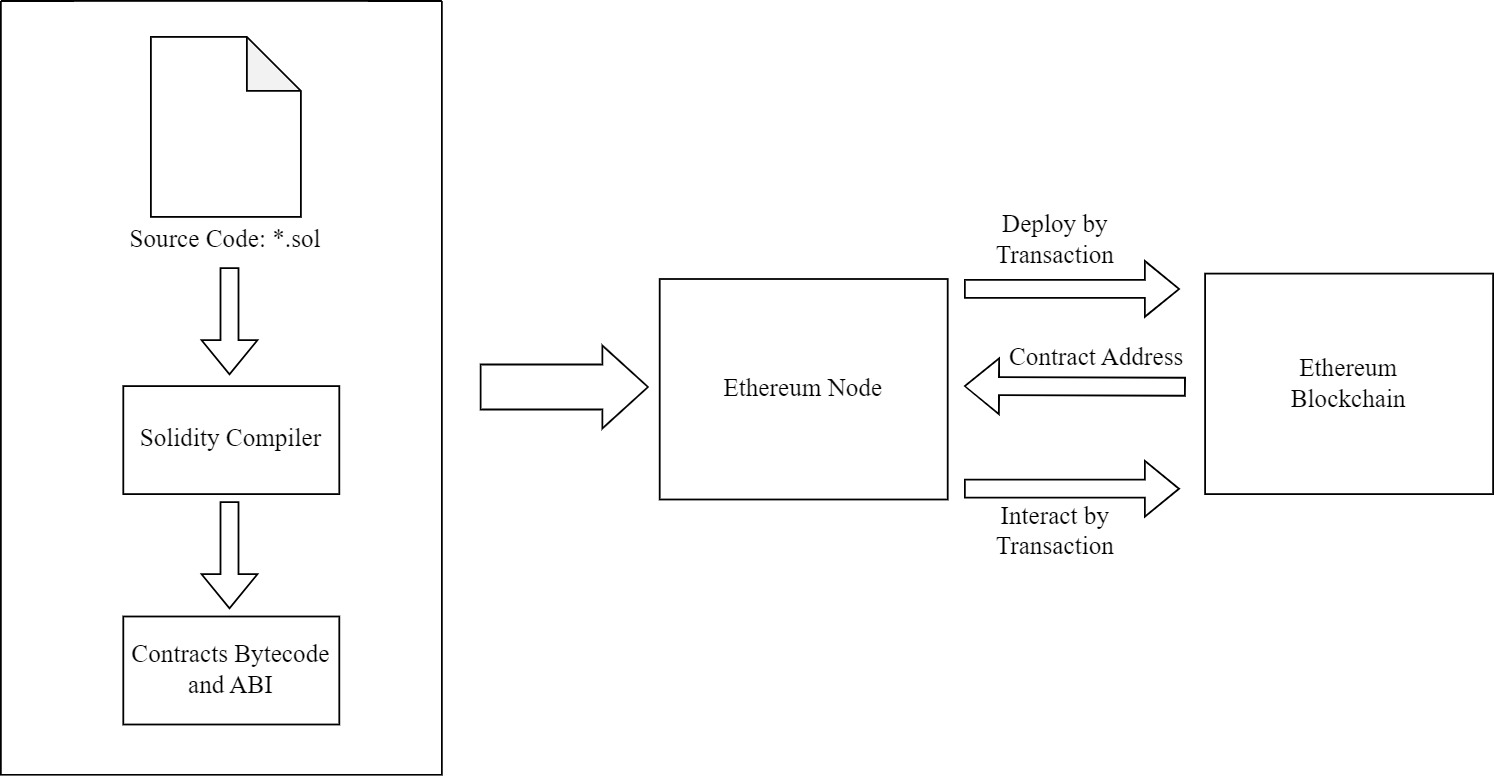 Source Code: *.sol
Solidity Compiler
Contracts Bytecode
and ABI
Ethereum Node
Deploy by
Transaction
Contract Address
Interact by
Transaction
Ethereum
Blockchain